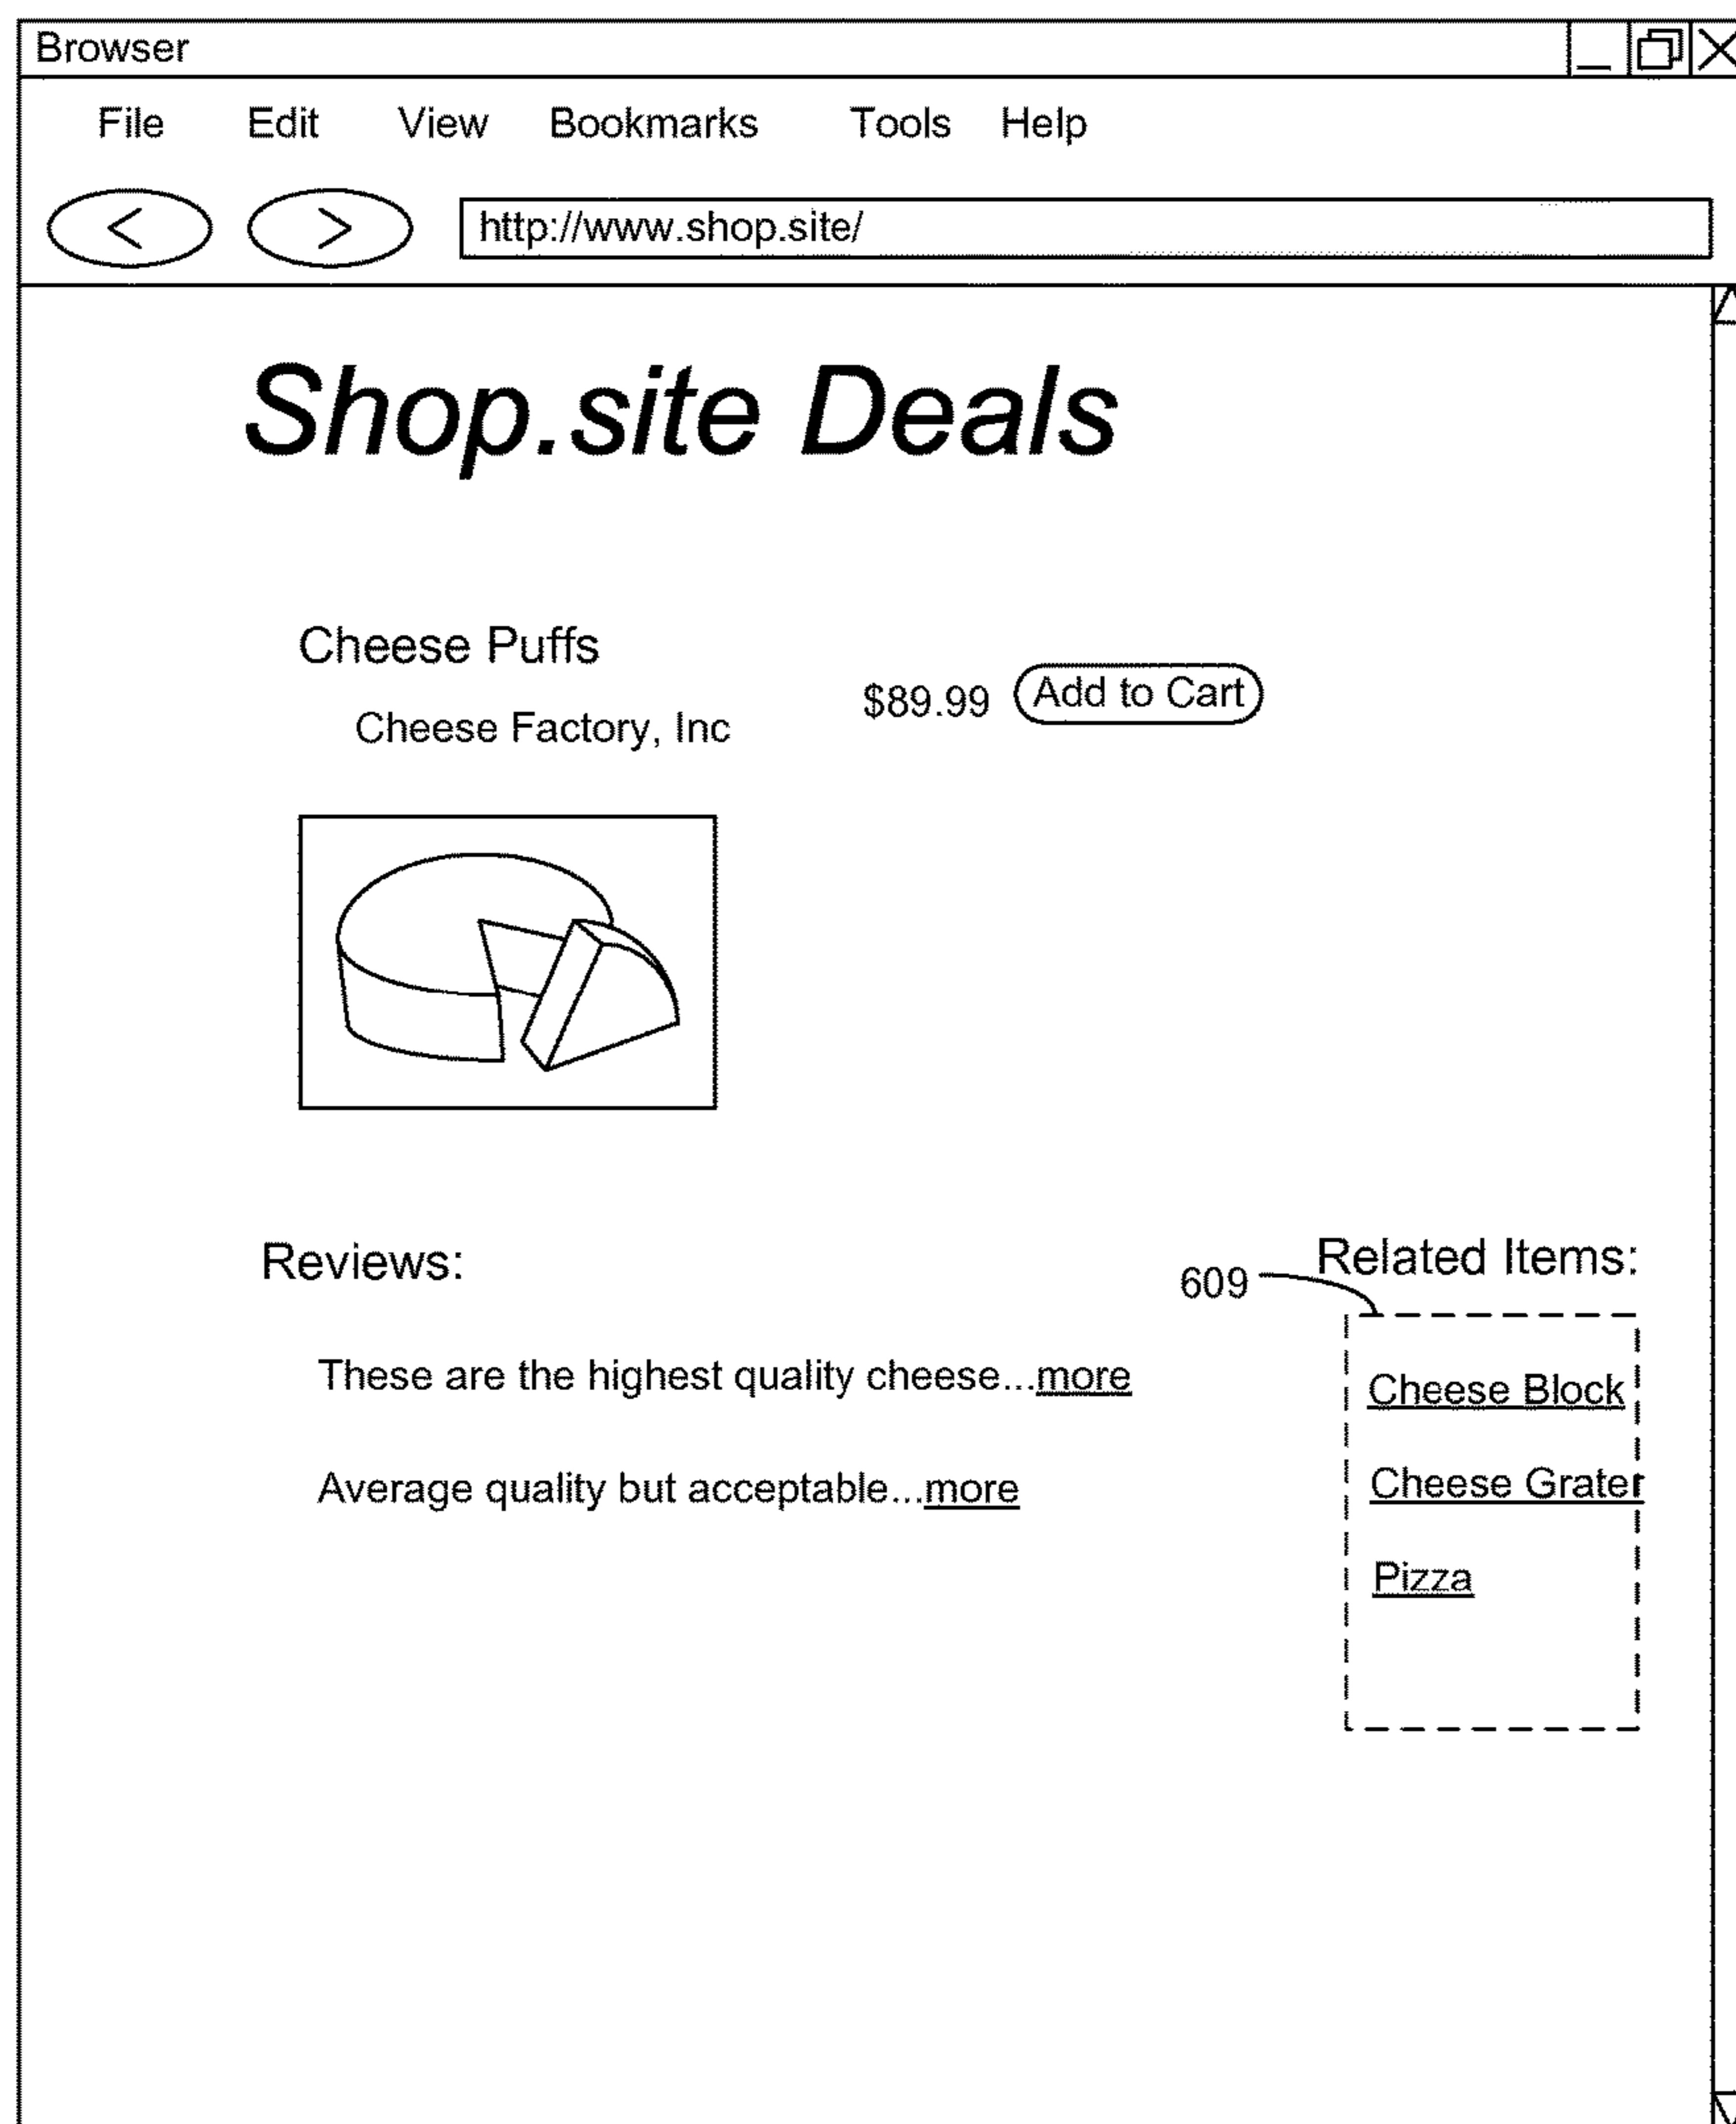 Browser
File Edit View Bookmarks Tools Help
< > http://www.shop.site/
Shop.site Deals
Cheese Puffs
Cheese Factory, Inc
$89.99 Add to Cart
Reviews:
These are the highest quality cheese...more
Average quality but acceptable...more
609
Related Items:
Cheese Block
Cheese Grater
Pizza